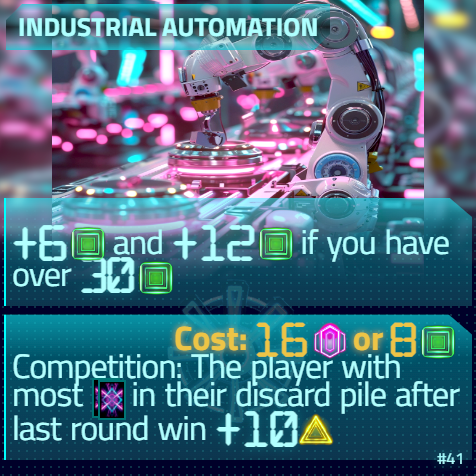 INDUSTRIAL AUTOMATION
+6 and +12 if you have
over 30
Cost: 16 or 8
Competition: The player with
most in their discard pile after
last round win +10
#41